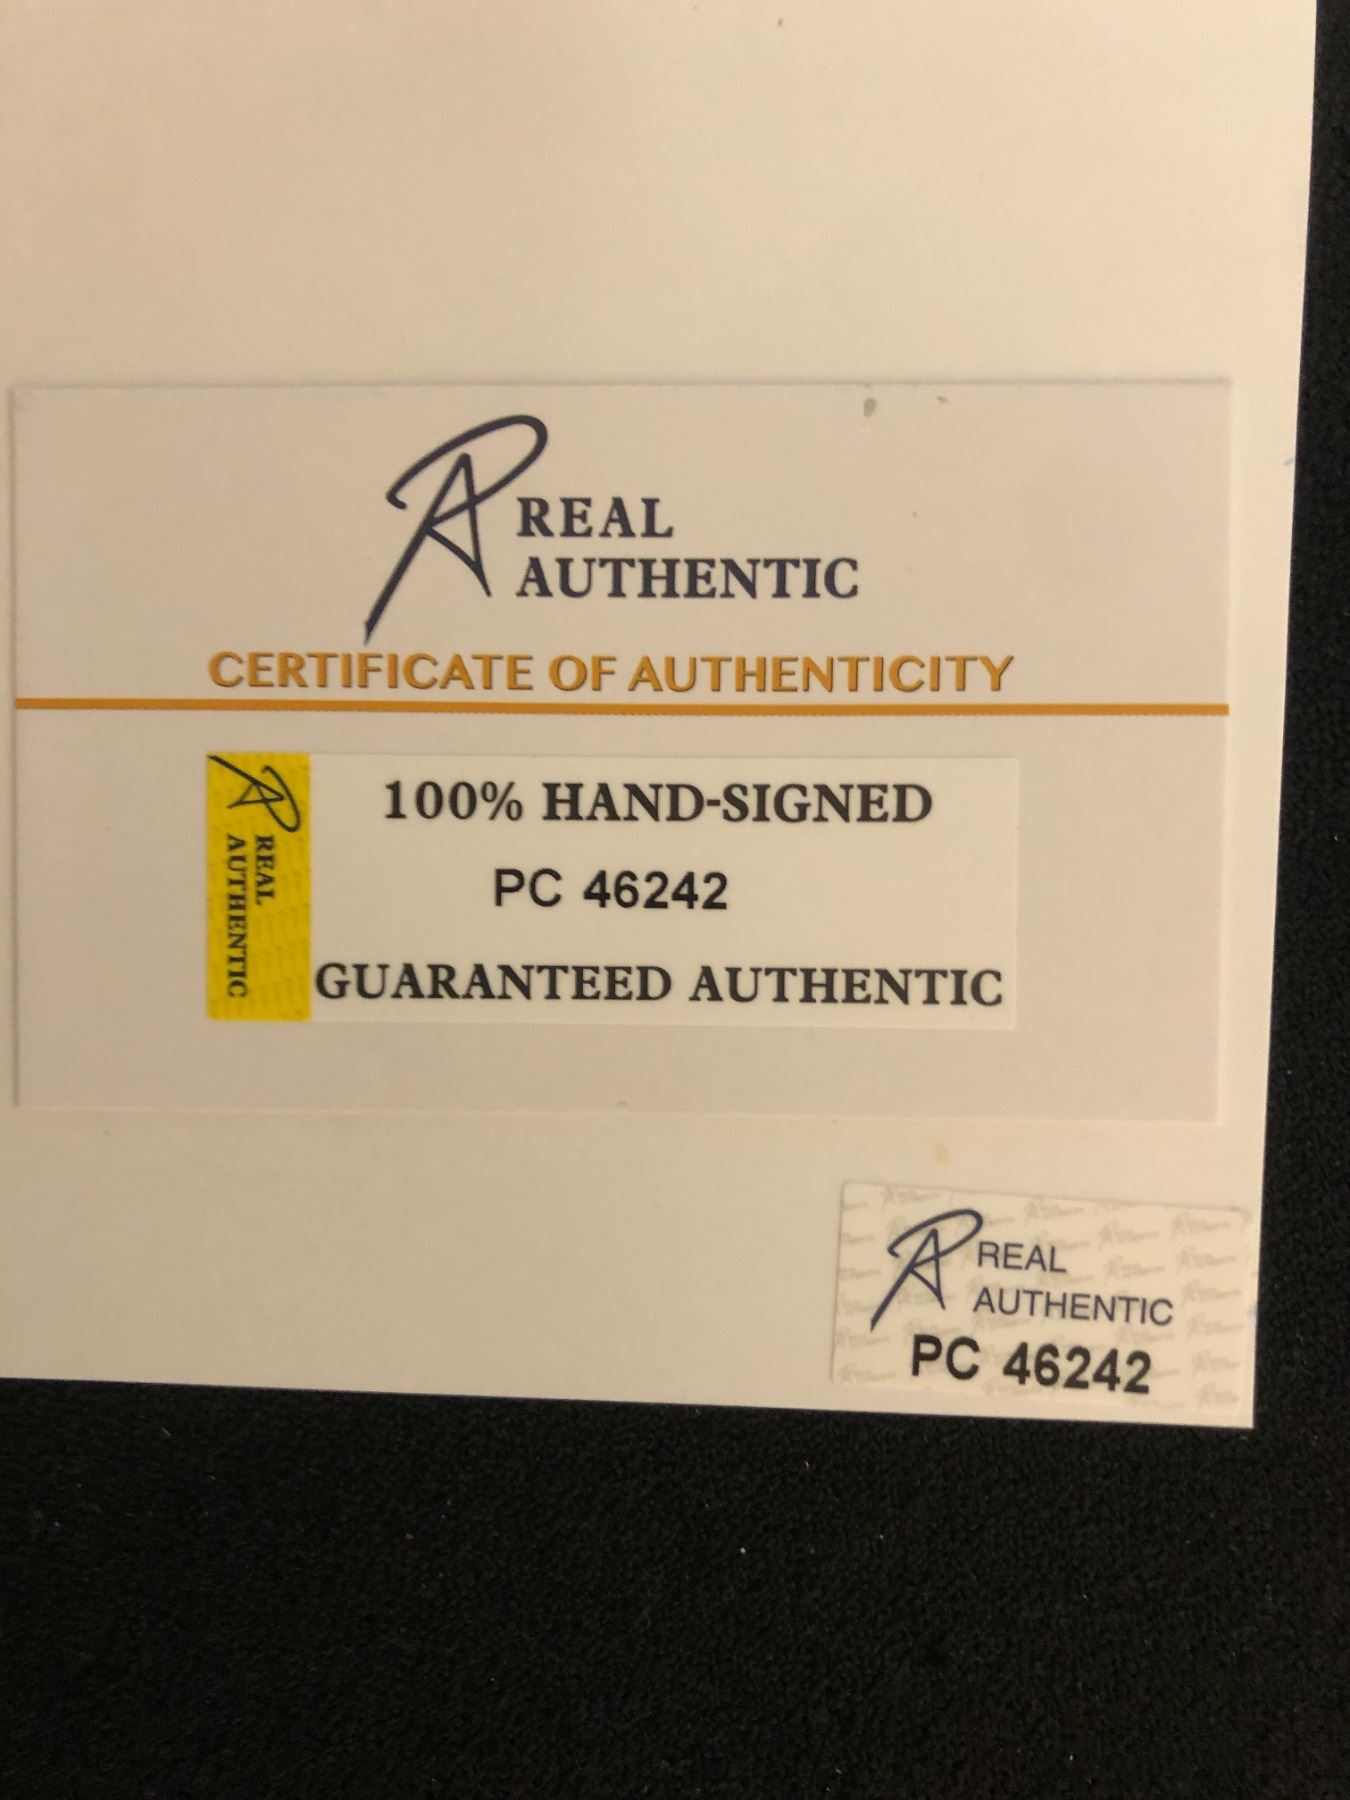 REAL
AUTHENTIC
CERTIFICATE OF AUTHENTICITY
REAL
AUTHENTIC
100% HAND-SIGNED
PC 46242
GUARANTEED AUTHENTIC
REAL
AUTHENTIC
PC 46242